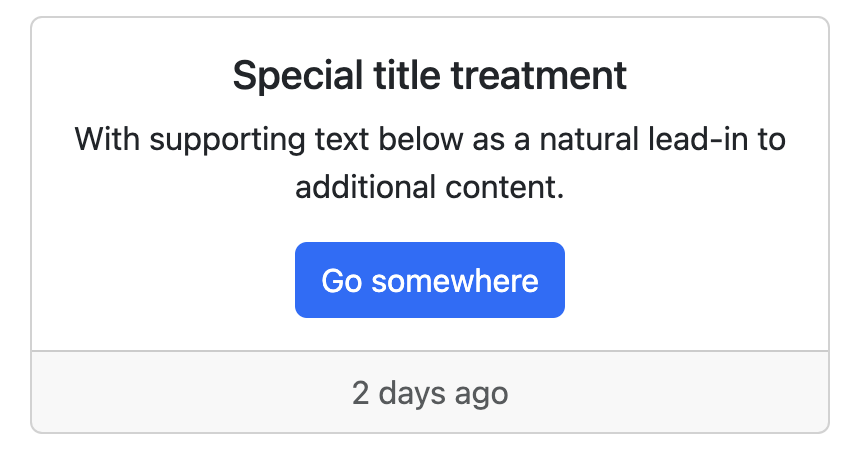 Special title treatment
With supporting text below as a natural lead-in to
additional content.
Go somewhere
2 days ago